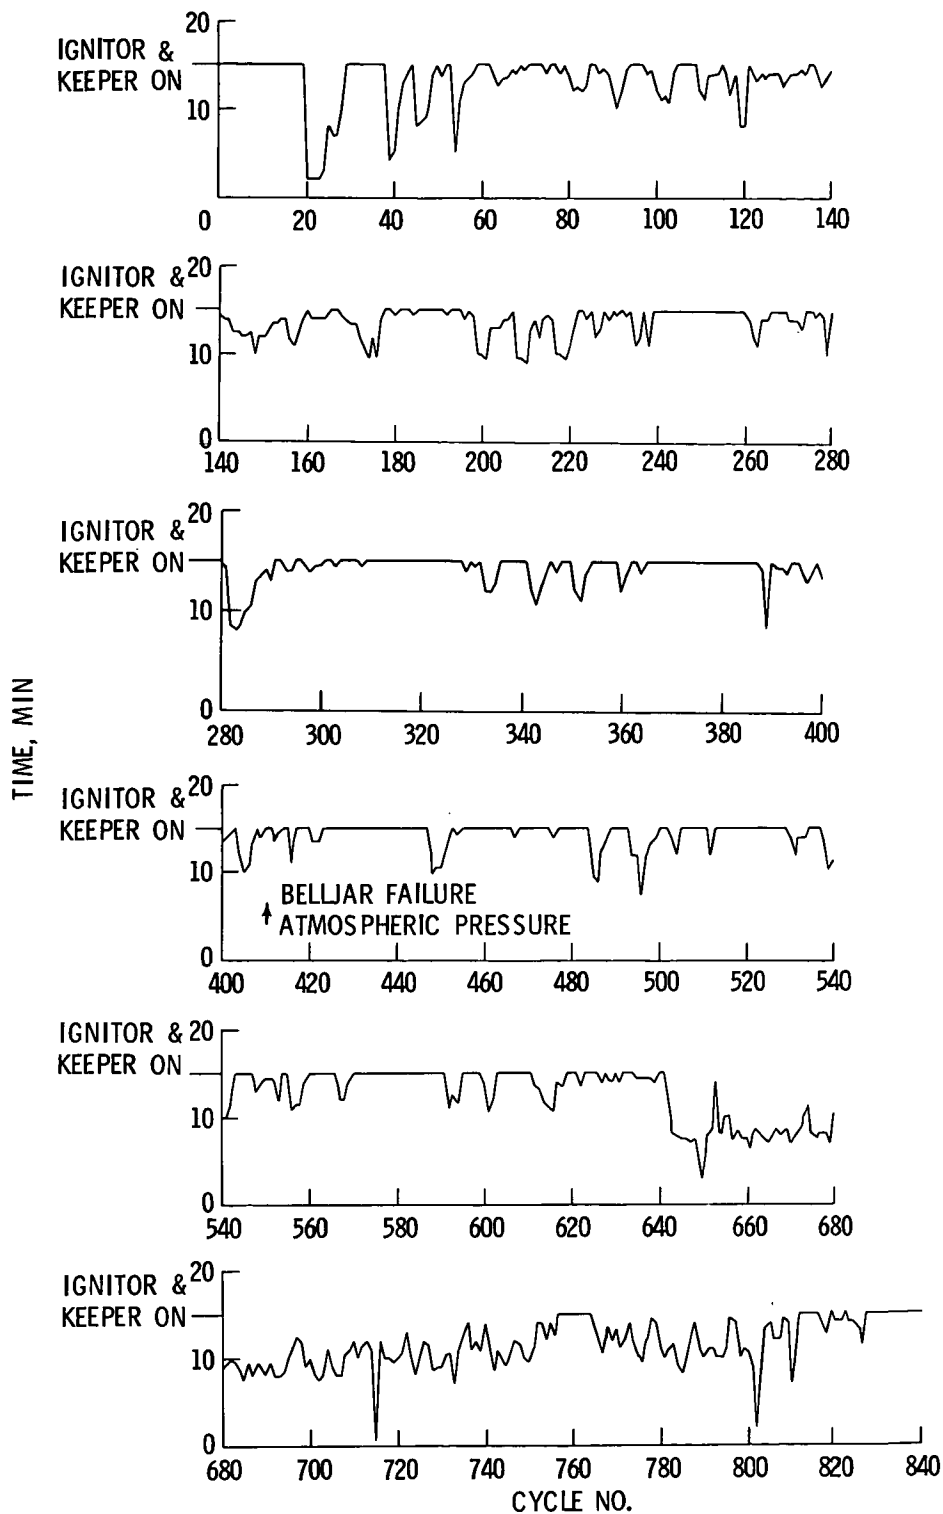 20
IGNITOR &
KEEPER ON
10
0 20 40 60 80 100 120 140
IGNITOR & 20
KEEPER ON
10
0
140 160 180 200 220 240 260 280
IGNITOR & 20
KEEPER ON
10
0
280 300 320 340 360 380 400
TIME, MIN
IGNITOR & 20
KEEPER ON
10
BELLJAR FAILURE
ATMOSPHERIC PRESSURE
0
400 420 440 460 480 500 520 540
IGNITOR & 20
KEEPER ON
10
0
540 560 580 600 620 640 660 680
IGNITOR & 20
KEEPER ON
10
0
680 700 720 740 760 780 800 820 840
CYCLE NO.